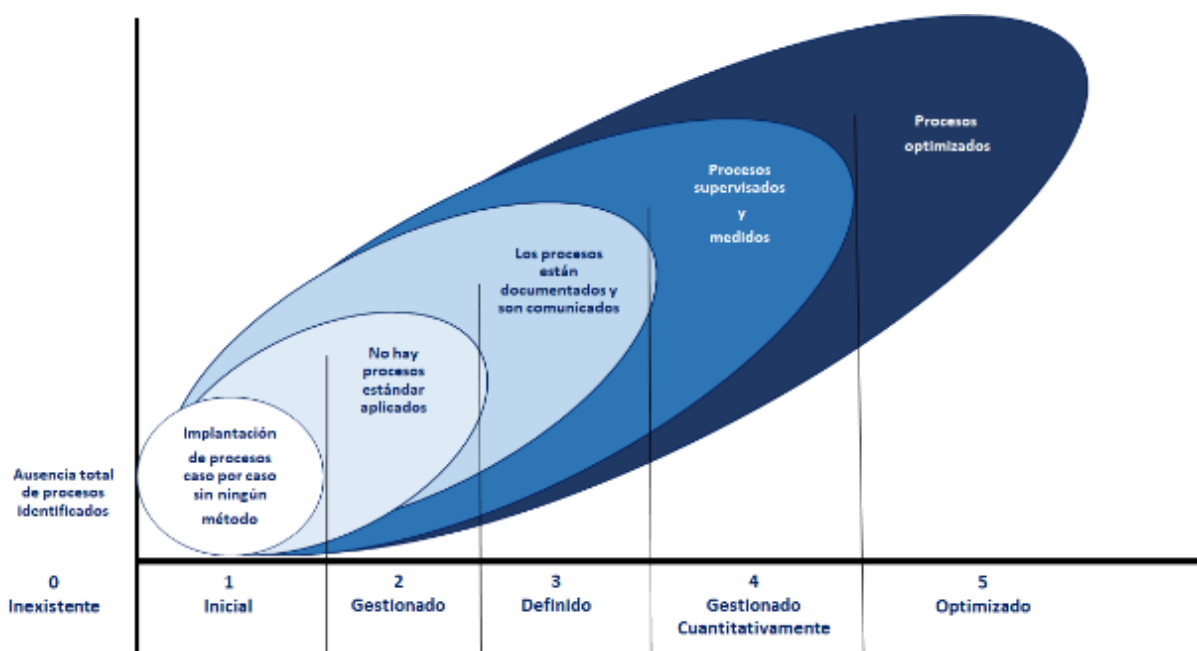 Procesos
optimizados
Procesos
supervisados
y
medidos
Los procesos
están
documentados y
son comunicados
No hay
procesos
estándar
aplicados
Implantación
de procesos
caso por caso
sin ningún
método
Ausencia total
de procesos
identificados
0
Inexistente
1
Inicial
2
Gestionado
3
Definido
4
Gestionado
Cuantitativamente
5
Optimizado